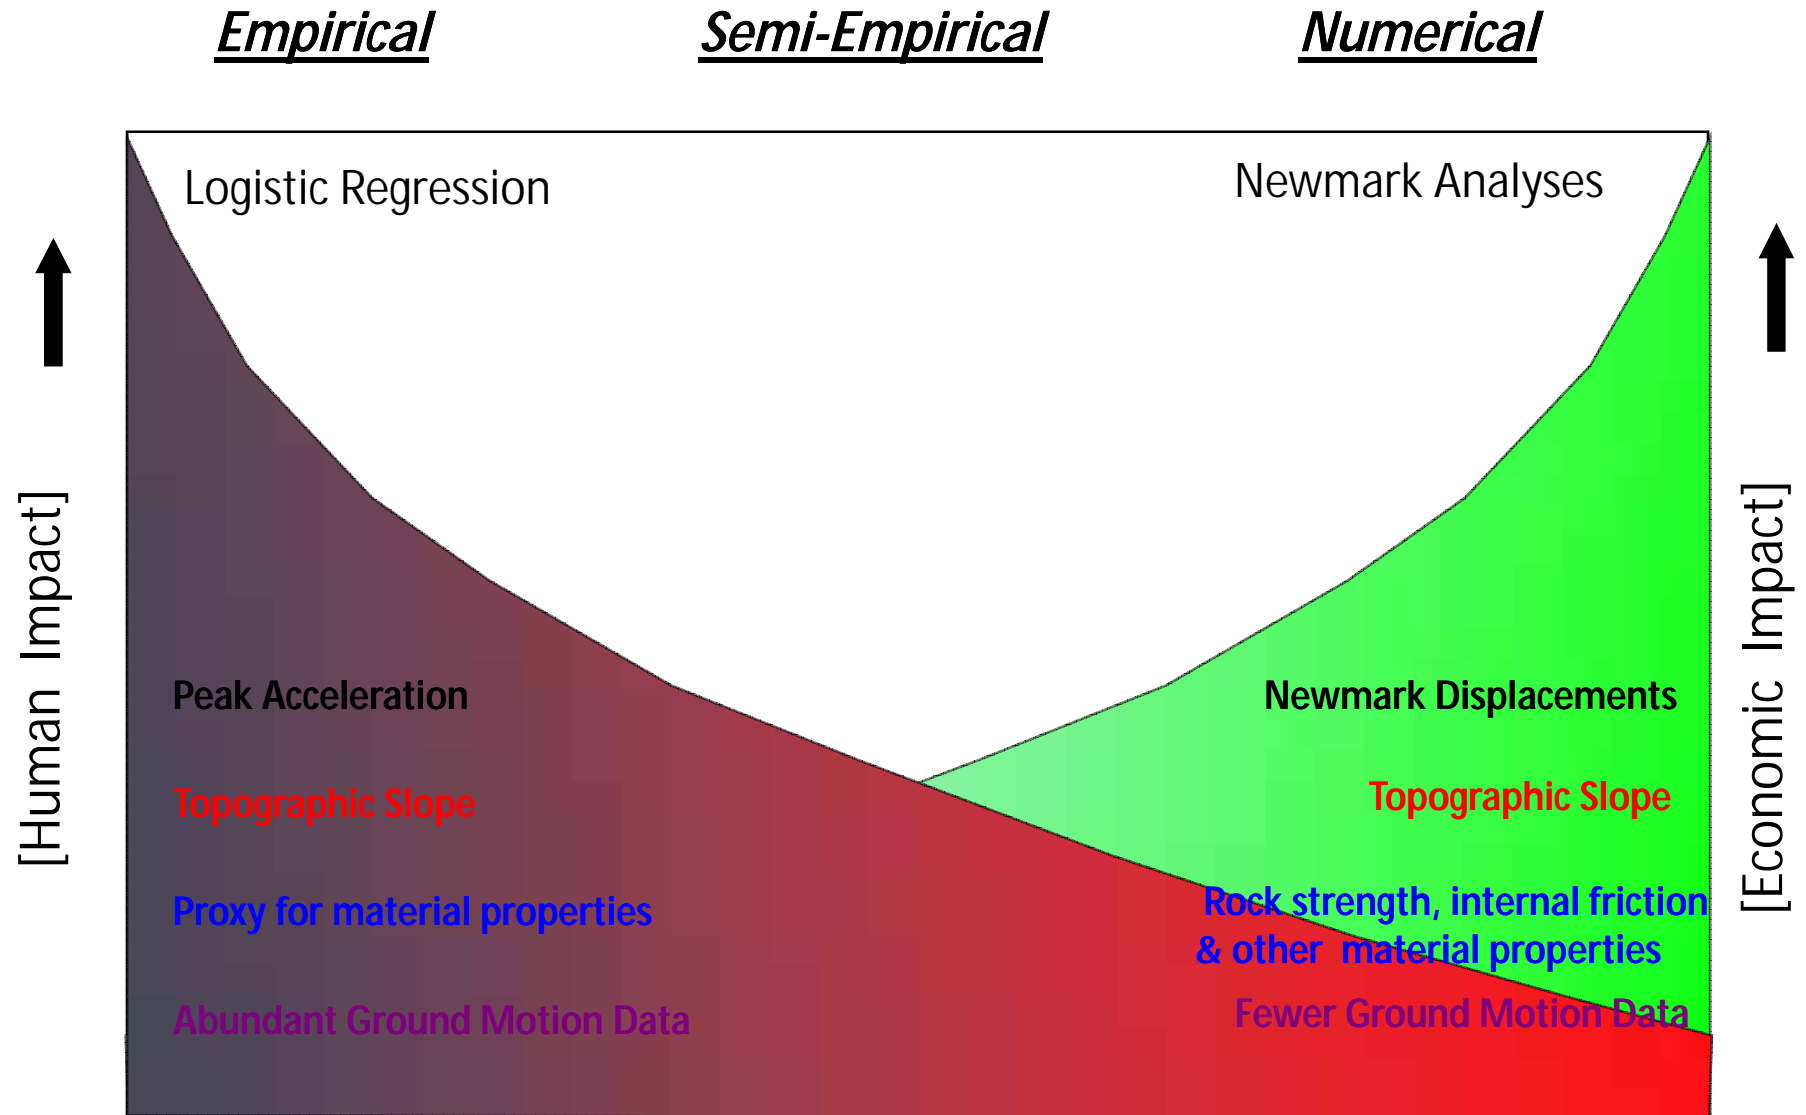 Empirical
Semi-Empirical
Numerical
Logistic Regression
Newmark Analyses
[Human Impact]
[Economic Impact]
Peak Acceleration
Topographic Slope
Proxy for material properties
Abundant Ground Motion Data
Newmark Displacements
Topographic Slope
Rock strength, internal friction
& other material properties
Fewer Ground Motion Data